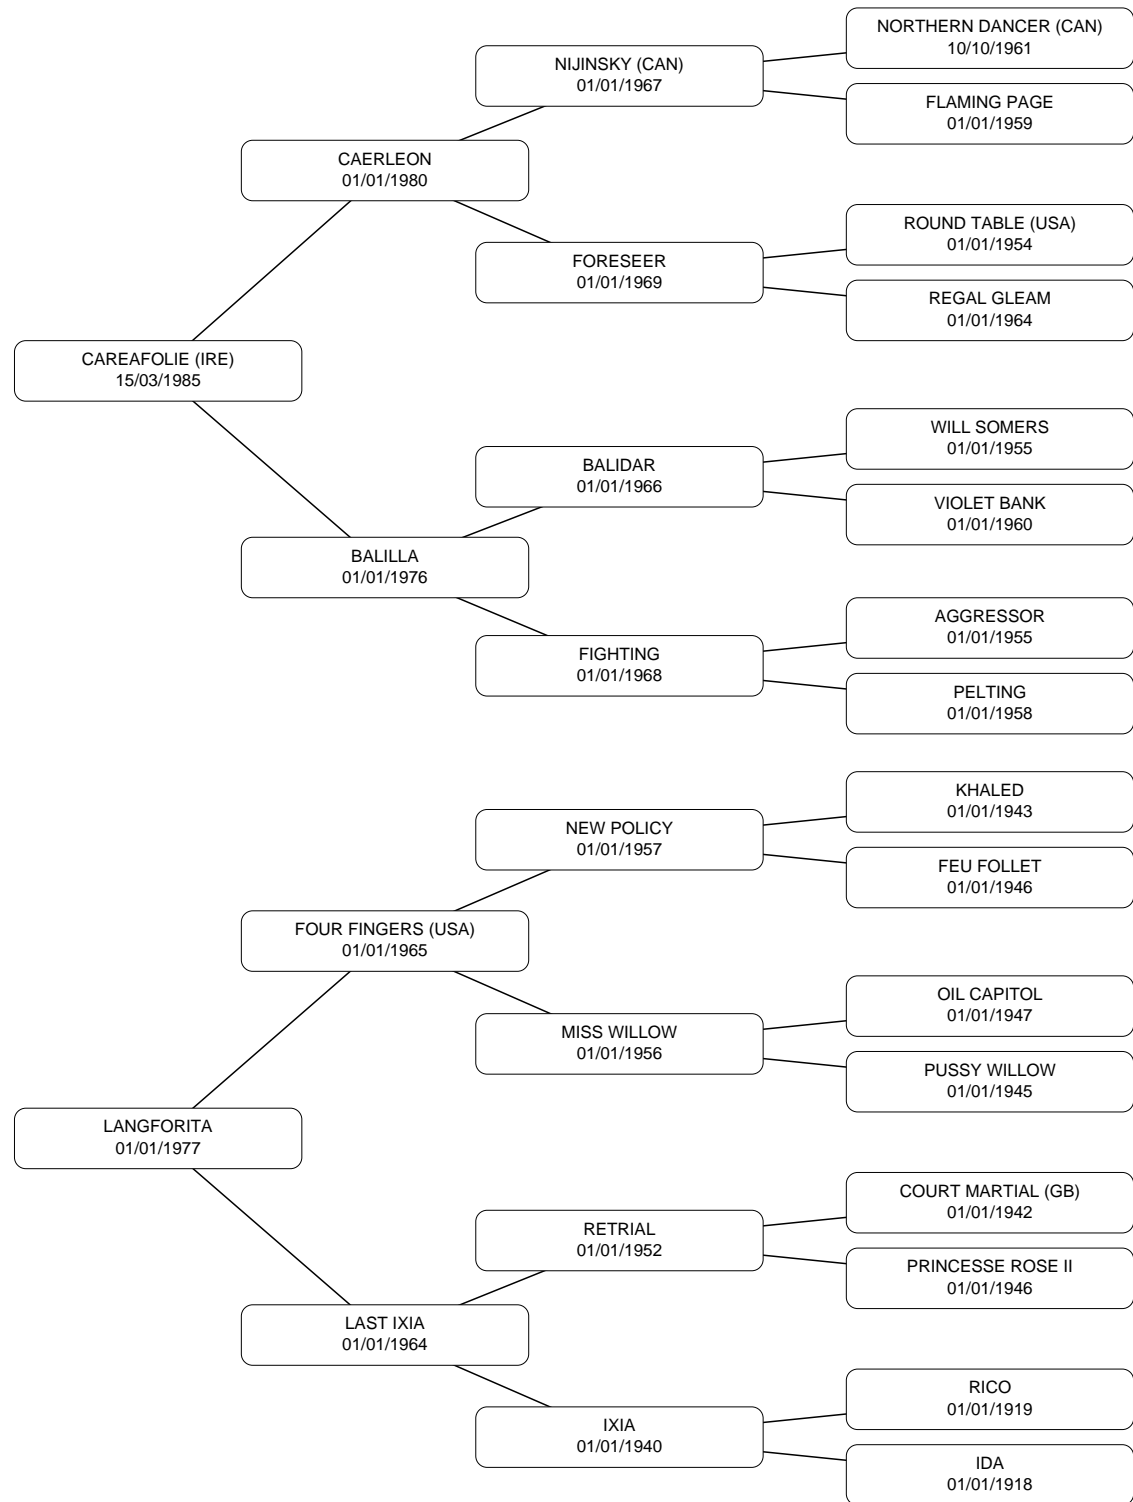 NORTHERN DANCER (CAN)
10/10/1961
NIJINSKY (CAN)
01/01/1967
FLAMING PAGE
01/01/1959
CAERLEON
01/01/1980
ROUND TABLE (USA)
01/01/1954
FORESEER
01/01/1969
REGAL GLEAM
01/01/1964
CAREAFOLIE (IRE)
15/03/1985
WILL SOMERS
01/01/1955
BALIDAR
01/01/1966
VIOLET BANK
01/01/1960
BALILLA
01/01/1976
AGGRESSOR
01/01/1955
FIGHTING
01/01/1968
PELTING
01/01/1958
KHALED
01/01/1943
NEW POLICY
01/01/1957
FEU FOLLET
01/01/1946
FOUR FINGERS (USA)
01/01/1965
OIL CAPITOL
01/01/1947
MISS WILLOW
01/01/1956
PUSSY WILLOW
01/01/1945
LANGFORITA
01/01/1977
COURT MARTIAL (GB)
01/01/1942
RETRIAL
01/01/1952
PRINCESSE ROSE II
01/01/1946
LAST IXIA
01/01/1964
RICO
01/01/1919
IXIA
01/01/1940
IDA
01/01/1918